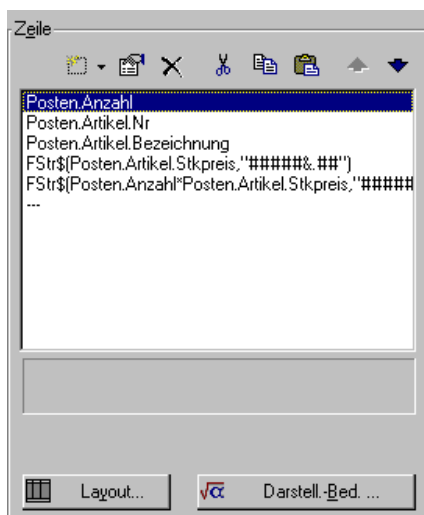 Zeile
Posten.Anzahl
Posten.Artikel.Nr
Posten.Artikel.Bezeichnung
FStr$(Posten.Artikel.Stkpreis,"#####&.##")
FStr$(Posten.Anzahl*Posten.Artikel.Stkpreis,"#####
---
Layout...
√α Darstell.-Bed. ...